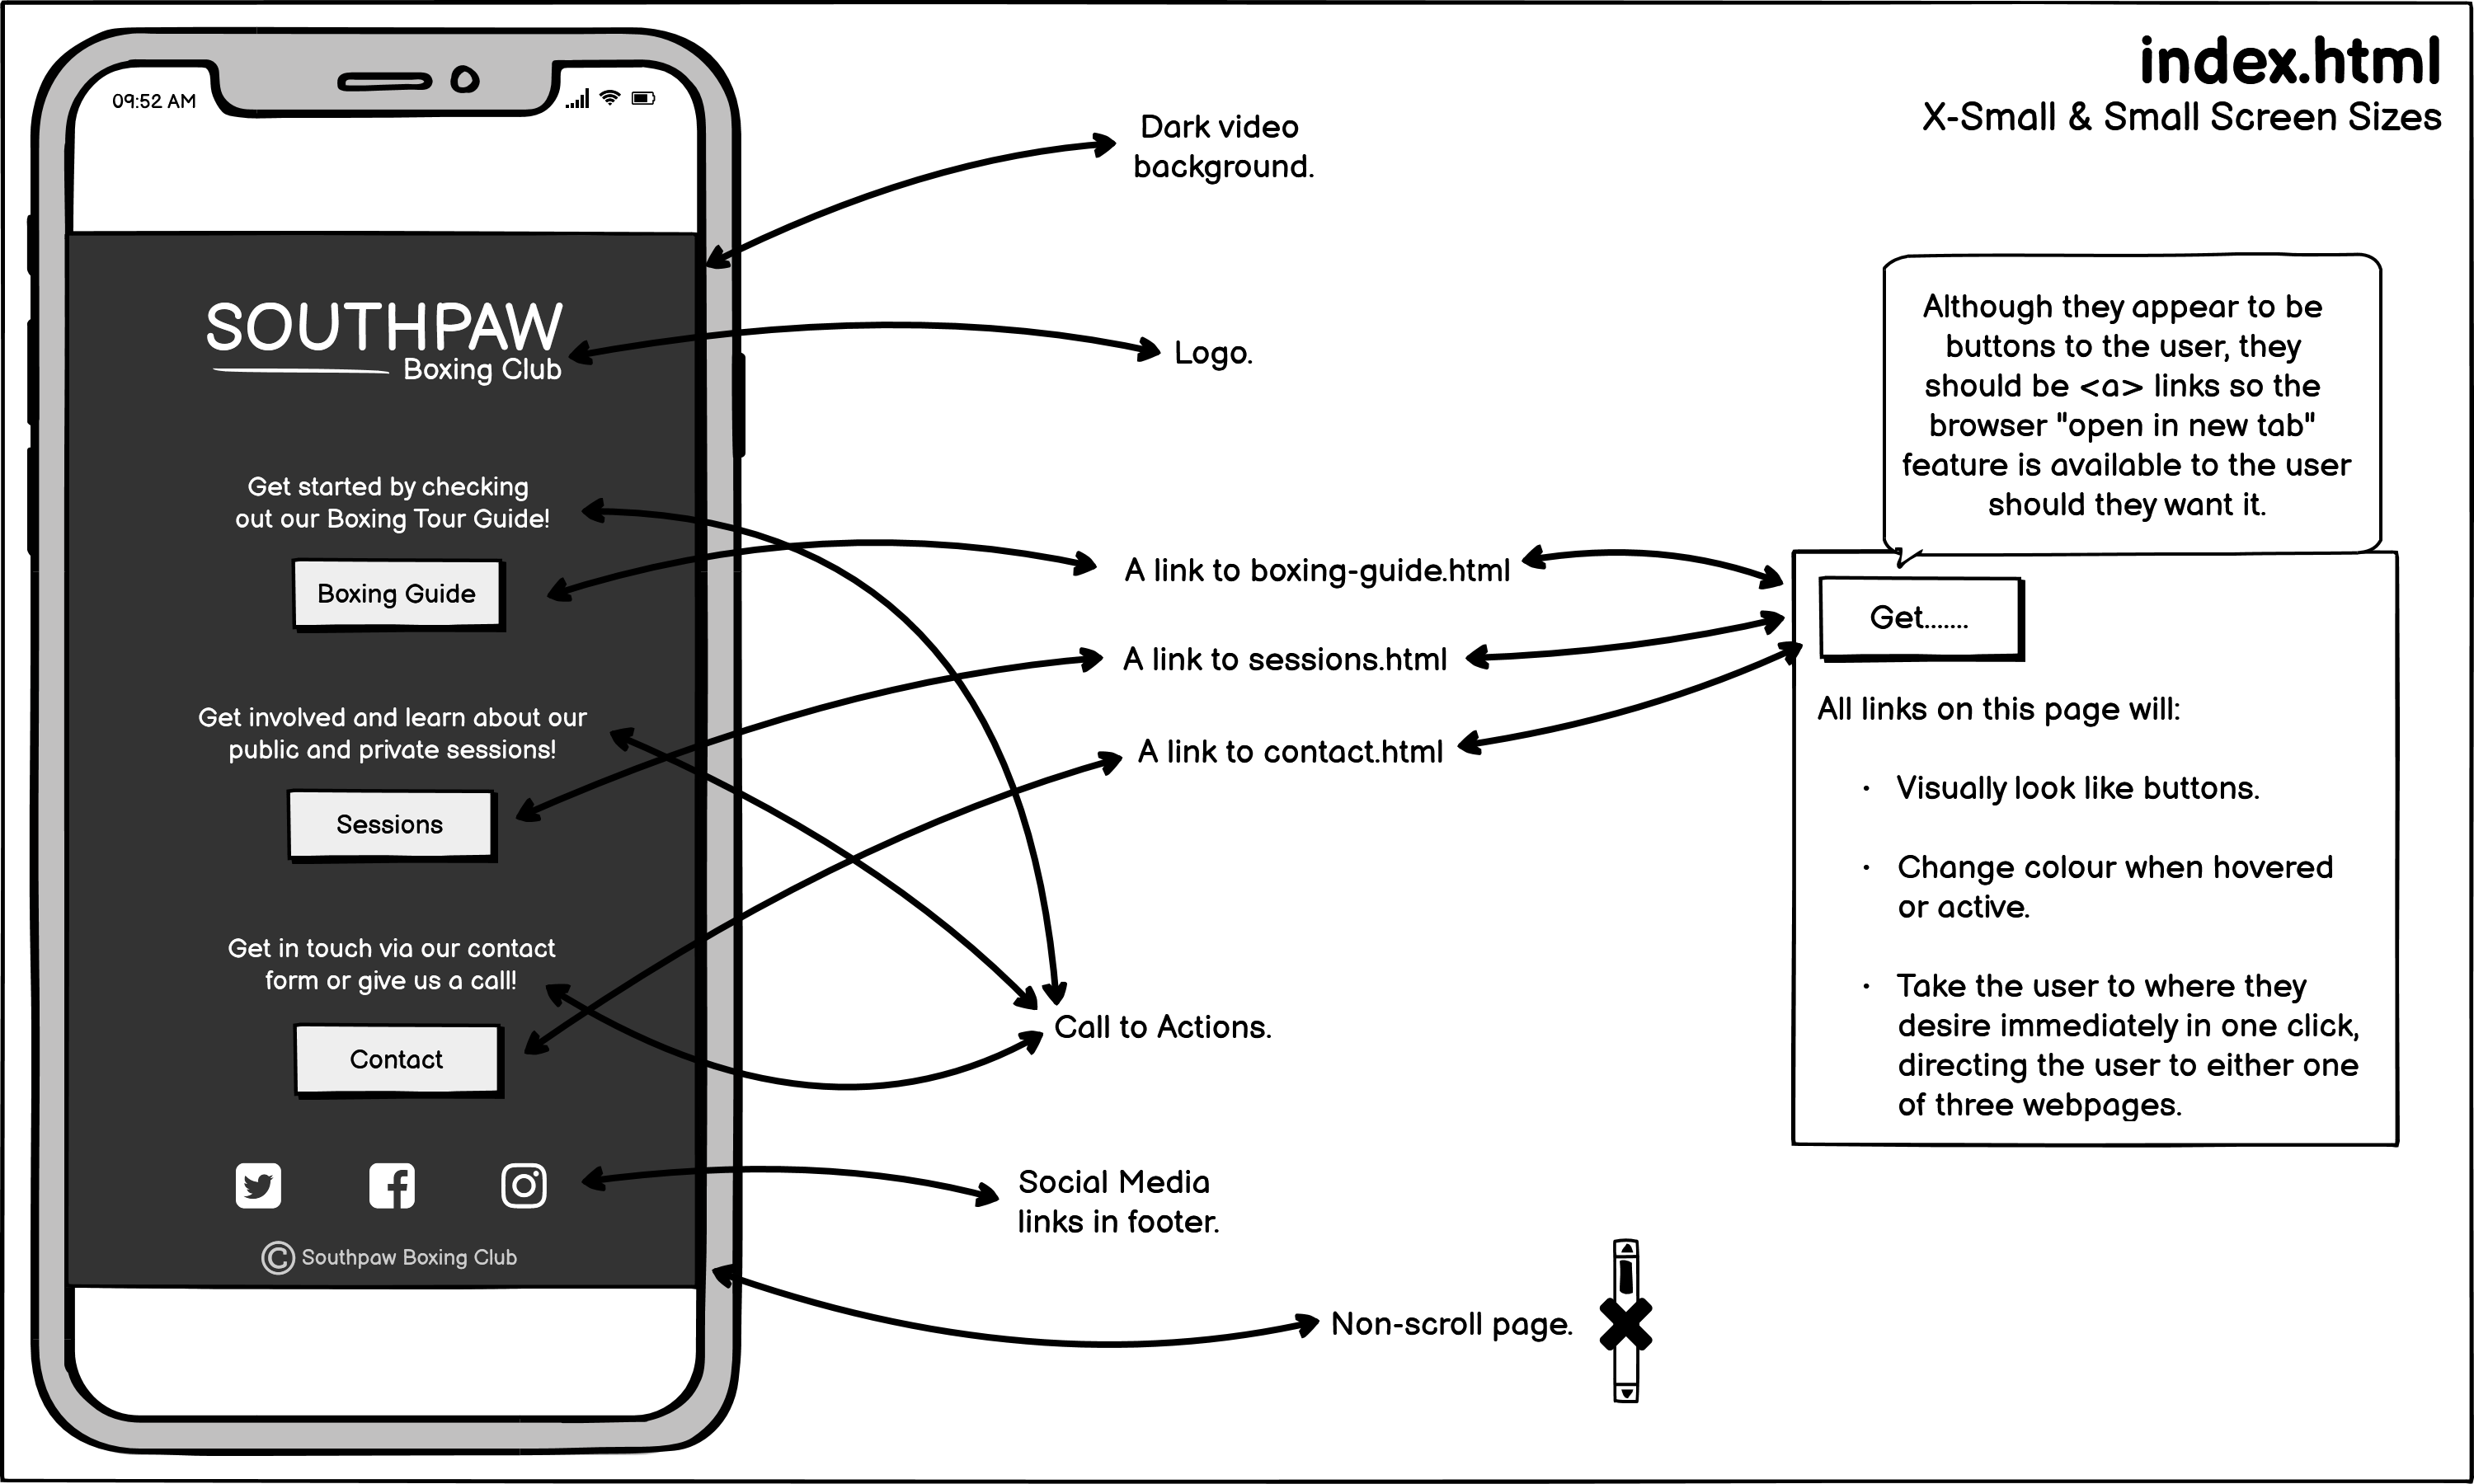 index.html
X-Small & Small Screen Sizes
09:52 AM
SOUTHPAW
Boxing Club
Get started by checking
out our Boxing Tour Guide!
Boxing Guide
Get involved and learn about our
public and private sessions!
Sessions
Get in touch via our contact
form or give us a call!
Contact
© Southpaw Boxing Club
Dark video
background.
Logo.
A link to boxing-guide.html
A link to sessions.html
A link to contact.html
Call to Actions.
Social Media
links in footer.
Non-scroll page.
Although they appear to be
buttons to the user, they
should be <a> links so the
browser "open in new tab"
feature is available to the user
should they want it.
Get.......
All links on this page will:
· Visually look like buttons.
· Change colour when hovered
or active.
· Take the user to where they
desire immediately in one click,
directing the user to either one
of three webpages.